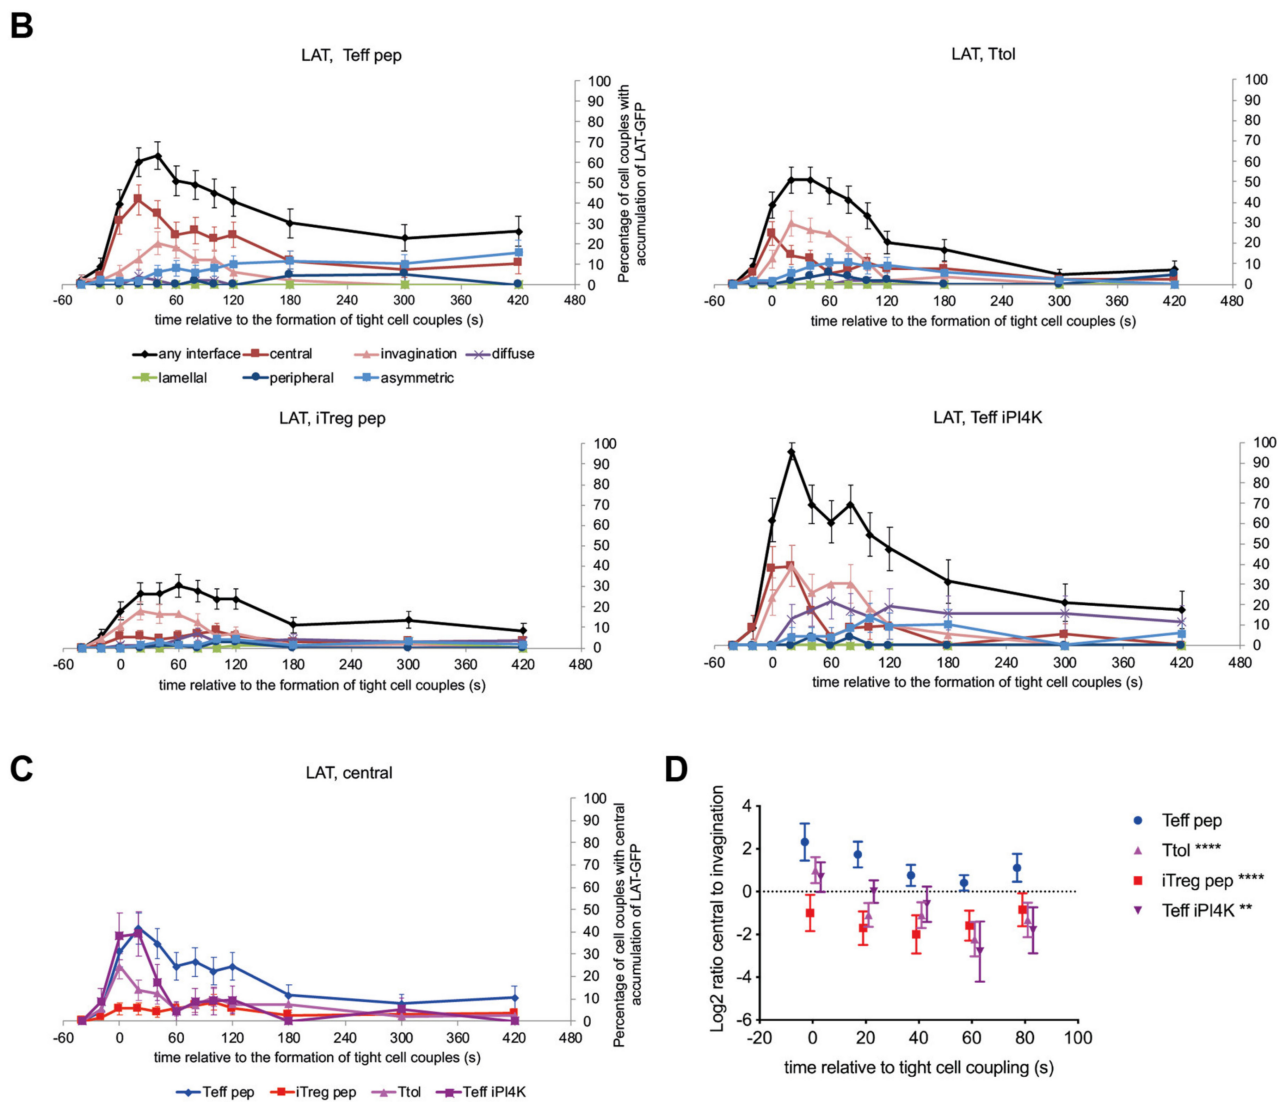 B
LAT, Teff pep
100
90
80
70
60
50
40
30
20
10
0
Percentage of cell couples with
accumulation of LAT-GFP
-60 0 60 120 180 240 300 360 420 480
time relative to the formation of tight cell couples (s)
LAT, Ttol
100
90
80
70
60
50
40
30
20
10
0
-60 0 60 120 180 240 300 360 420 480
time relative to the formation of tight cell couples (s)
any interface central invagination diffuse
lamellal peripheral asymmetric
LAT, iTreg pep
100
90
80
70
60
50
40
30
20
10
0
-60 0 60 120 180 240 300 360 420 480
time relative to the formation of tight cell couples (s)
LAT, Teff iPI4K
100
90
80
70
60
50
40
30
20
10
0
-60 0 60 120 180 240 300 360 420 480
time relative to the formation of tight cell couples (s)
C
LAT, central
100
90
80
70
60
50
40
30
20
10
0
Percentage of cell couples with central
accumulation of LAT-GFP
-60 0 60 120 180 240 300 360 420 480
time relative to the formation of tight cell couples (s)
Teff pep iTreg pep Ttol Teff iPI4K
D
Log2 ratio central to invagination
4
2
0
-2
-4
-6
-20 0 20 40 60 80 100
time relative to tight cell coupling (s)
Teff pep
Ttol ****
iTreg pep ****
Teff iPI4K **